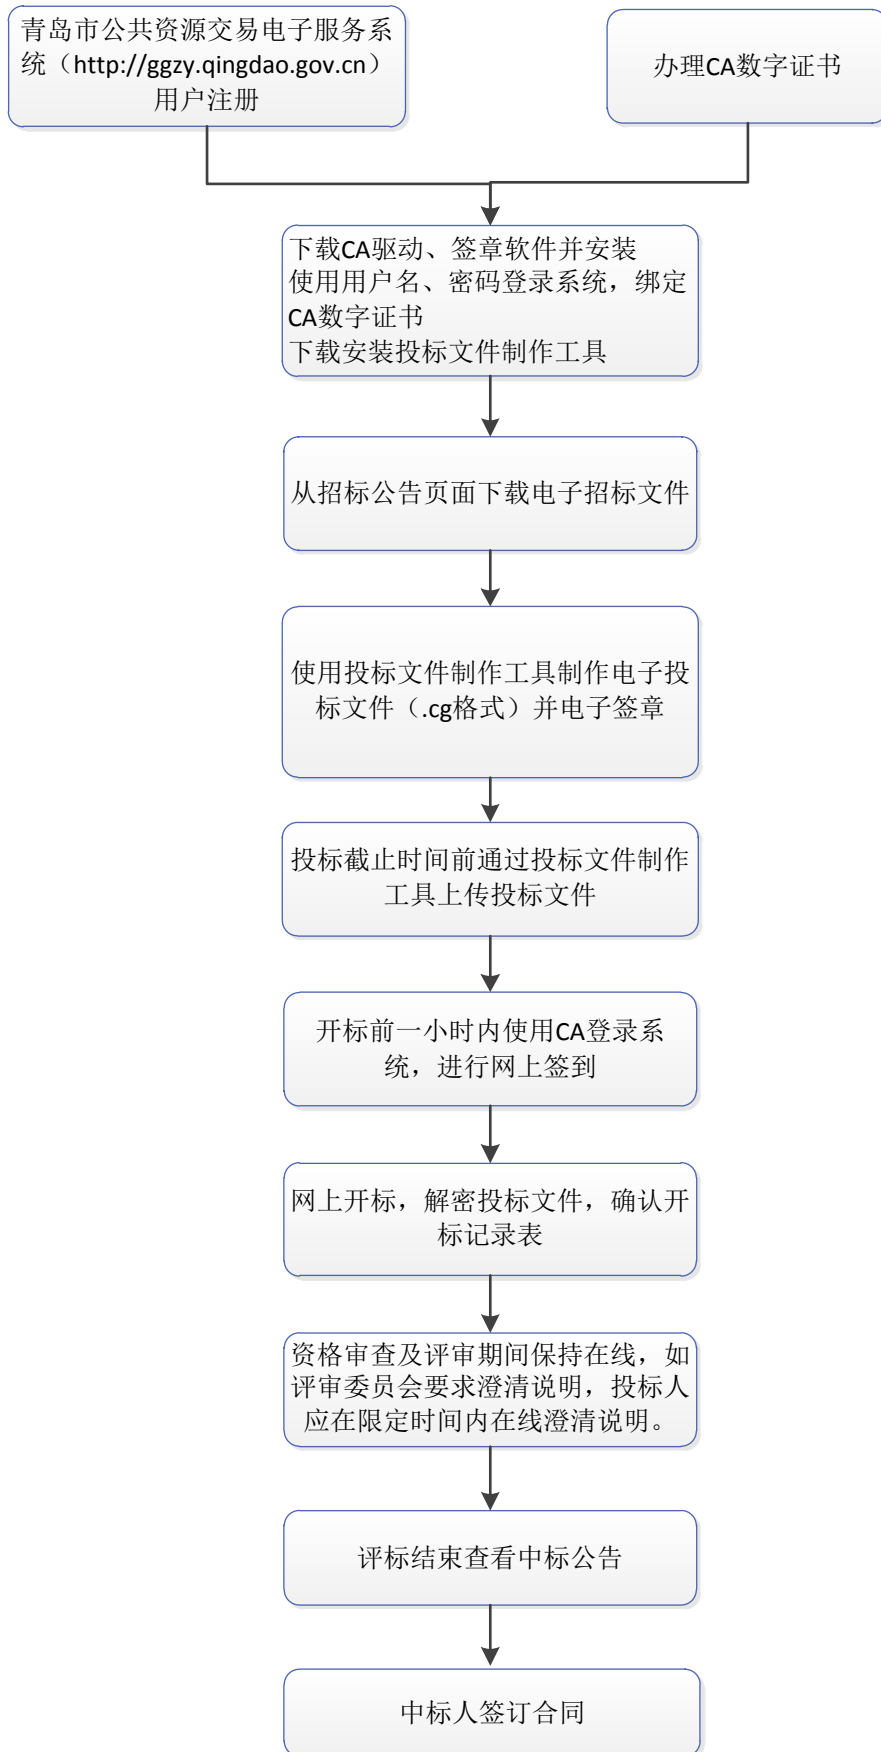 青岛市公共资源交易电子服务系
统（http://ggzy.qingdao.gov.cn）
用户注册
办理CA数字证书
下载CA驱动、签章软件并安装
使用用户名、密码登录系统，绑定
CA数字证书
下载安装投标文件制作工具
从招标公告页面下载电子招标文件
使用投标文件制作工具制作电子投
标文件（.cg格式）并电子签章
投标截止时间前通过投标文件制作
工具上传投标文件
开标前一小时内使用CA登录系
统，进行网上签到
网上开标，解密投标文件，确认开
标记录表
资格审查及评审期间保持在线，如
评审委员会要求澄清说明，投标人
应在限定时间内在线澄清说明。
评标结束查看中标公告
中标人签订合同